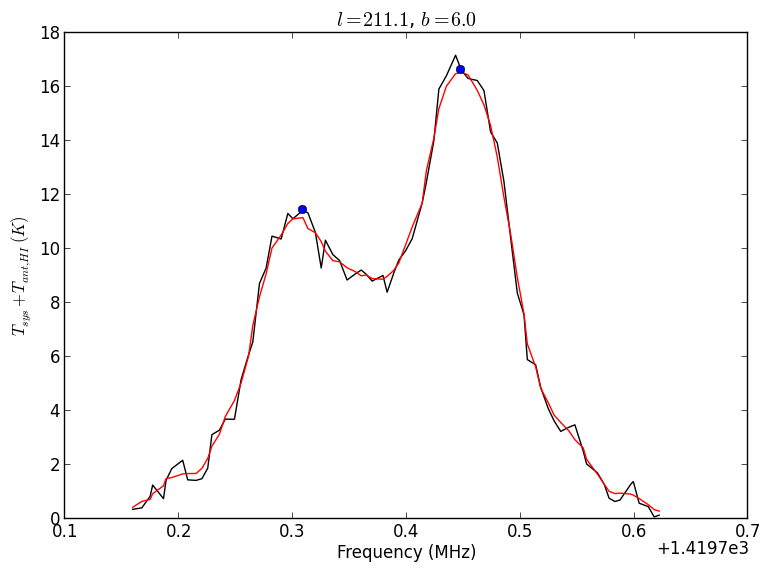 l = 211.1, b = 6.0
18
16
14
12
10
8
6
4
2
0
T_sys + T_ant,HI (K)
0.1 0.2 0.3 0.4 0.5 0.6 0.7
Frequency (MHz)
+1.4197e3